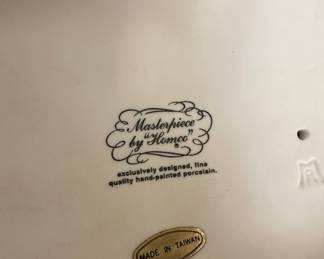 Masterpiece
by "Homco"®
exclusively designed, fine
quality hand-painted porcelain.
MADE IN TAIWAN